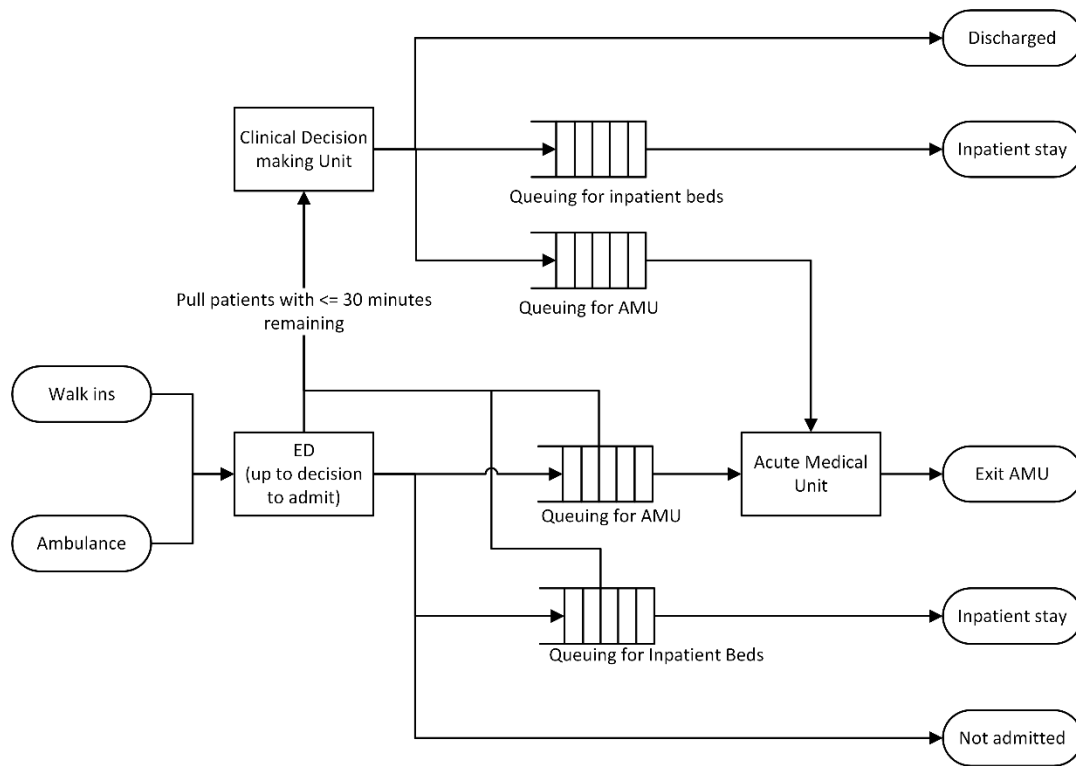 Discharged
Clinical Decision
making Unit
Inpatient stay
Queuing for inpatient beds
Queuing for AMU
Pull patients with <= 30 minutes
remaining
Walk ins
ED
(up to decision
to admit)
Acute Medical
Unit
Exit AMU
Queuing for AMU
Ambulance
Inpatient stay
Queuing for Inpatient Beds
Not admitted